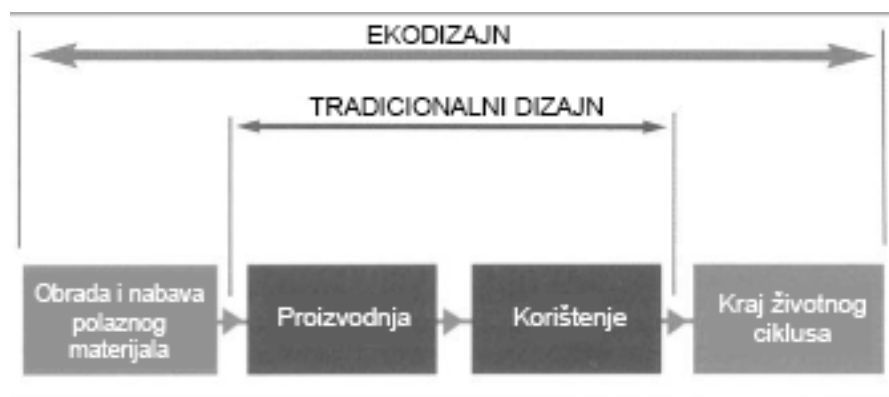 EKODIZAJN
TRADICIONALNI DIZAJN
Obrada i nabava
polaznog
materijala
Proizvodnja
Korištenje
Kraj životnog
ciklusa